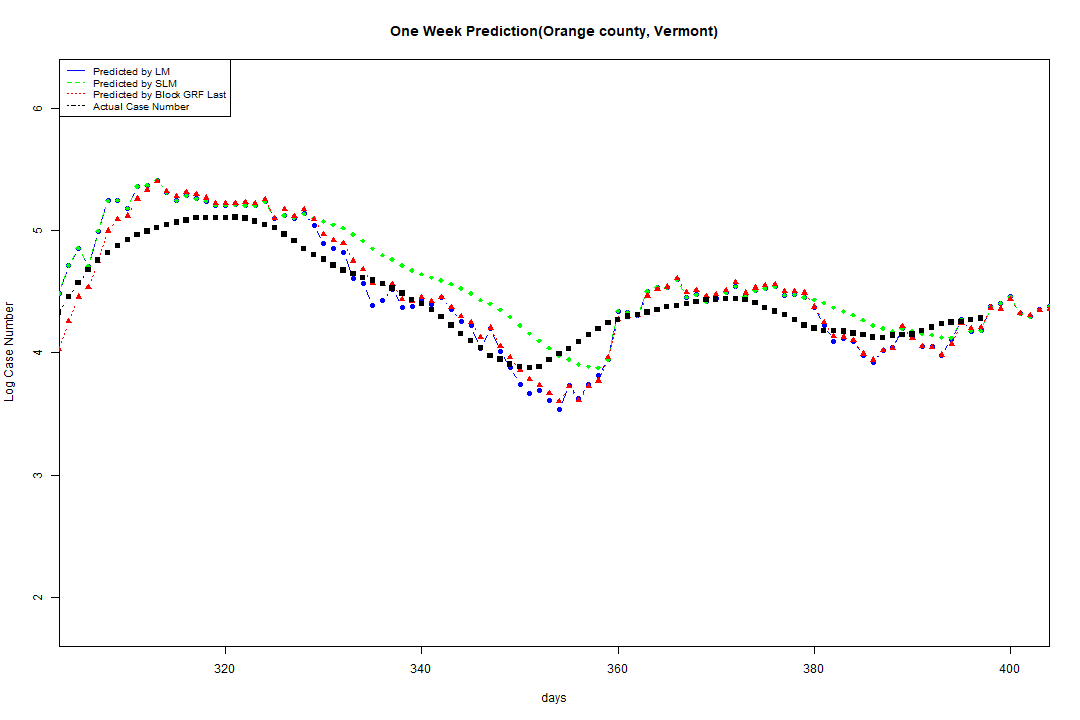 One Week Prediction(Orange county, Vermont)
Predicted by LM
Predicted by SLM
Predicted by Block GRF Last
Actual Case Number
6
5
4
3
2
Log Case Number
320 340 360 380 400
days